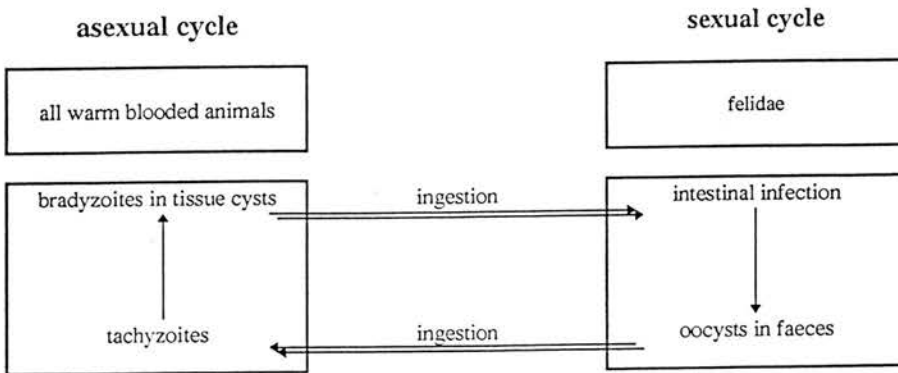 asexual cycle
sexual cycle
all warm blooded animals
felidae
bradyzoites in tissue cysts
ingestion
intestinal infection
tachyzoites
ingestion
oocysts in faeces